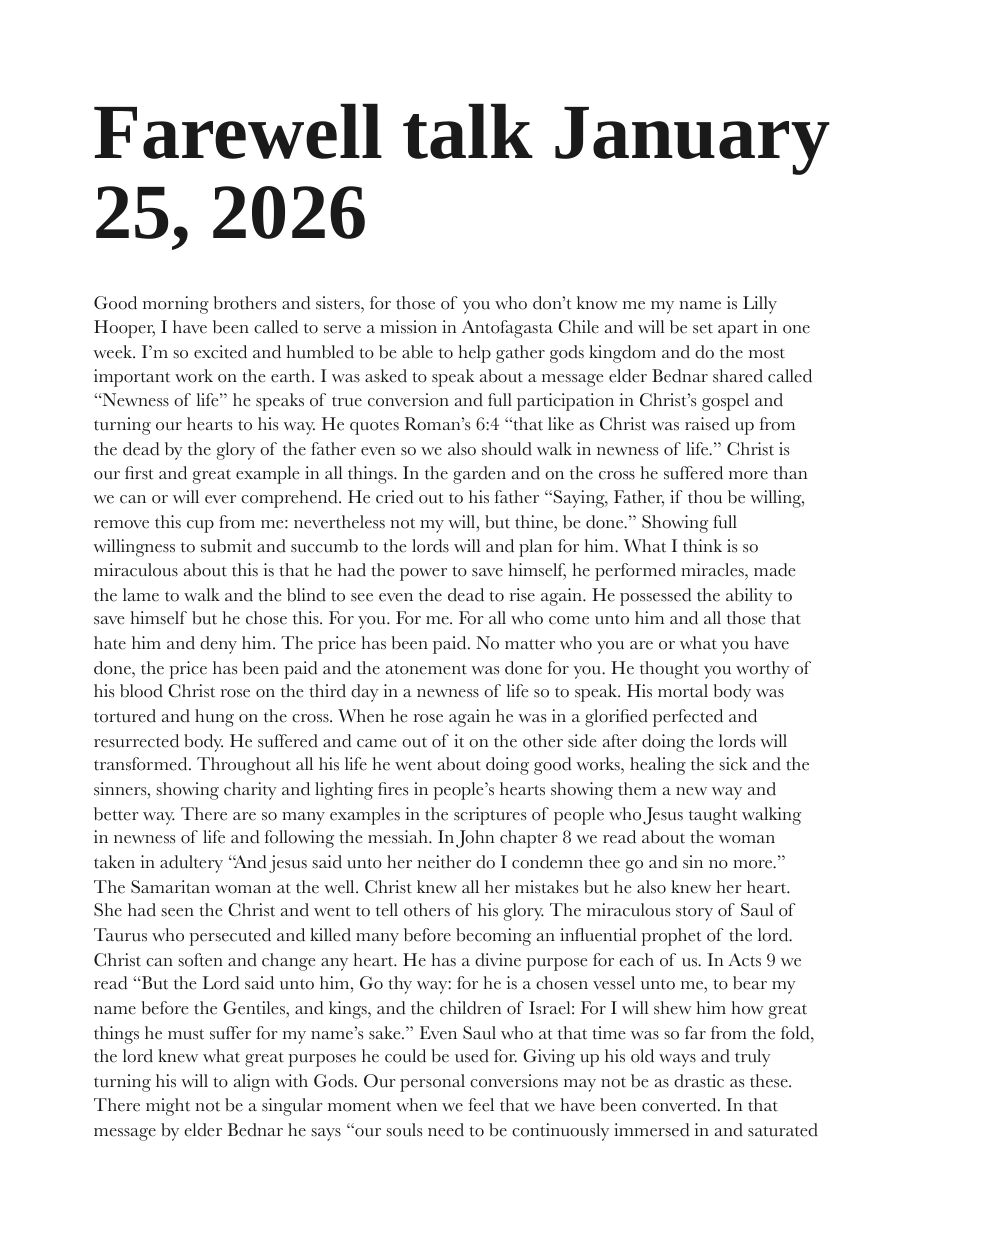 Farewell talk January
25, 2026
Good morning brothers and sisters, for those of you who don’t know me my name is Lilly
Hooper, I have been called to serve a mission in Antofagasta Chile and will be set apart in one
week. I’m so excited and humbled to be able to help gather gods kingdom and do the most
important work on the earth. I was asked to speak about a message elder Bednar shared called
“Newness of life” he speaks of true conversion and full participation in Christ’s gospel and
turning our hearts to his way. He quotes Roman’s 6:4 “that like as Christ was raised up from
the dead by the glory of the father even so we also should walk in newness of life.” Christ is
our first and great example in all things. In the garden and on the cross he suffered more than
we can or will ever comprehend. He cried out to his father “Saying, Father, if thou be willing,
remove this cup from me: nevertheless not my will, but thine, be done.” Showing full
willingness to submit and succumb to the lords will and plan for him. What I think is so
miraculous about this is that he had the power to save himself, he performed miracles, made
the lame to walk and the blind to see even the dead to rise again. He possessed the ability to
save himself but he chose this. For you. For me. For all who come unto him and all those that
hate him and deny him. The price has been paid. No matter who you are or what you have
done, the price has been paid and the atonement was done for you. He thought you worthy of
his blood Christ rose on the third day in a newness of life so to speak. His mortal body was
tortured and hung on the cross. When he rose again he was in a glorified perfected and
resurrected body. He suffered and came out of it on the other side after doing the lords will
transformed. Throughout all his life he went about doing good works, healing the sick and the
sinners, showing charity and lighting fires in people’s hearts showing them a new way and
better way. There are so many examples in the scriptures of people who Jesus taught walking
in newness of life and following the messiah. In John chapter 8 we read about the woman
taken in adultery “And jesus said unto her neither do I condemn thee go and sin no more.”
The Samaritan woman at the well. Christ knew all her mistakes but he also knew her heart.
She had seen the Christ and went to tell others of his glory. The miraculous story of Saul of
Taurus who persecuted and killed many before becoming an influential prophet of the lord.
Christ can soften and change any heart. He has a divine purpose for each of us. In Acts 9 we
read “But the Lord said unto him, Go thy way: for he is a chosen vessel unto me, to bear my
name before the Gentiles, and kings, and the children of Israel: For I will shew him how great
things he must suffer for my name’s sake.” Even Saul who at that time was so far from the fold,
the lord knew what great purposes he could be used for. Giving up his old ways and truly
turning his will to align with Gods. Our personal conversions may not be as drastic as these.
There might not be a singular moment when we feel that we have been converted. In that
message by elder Bednar he says “our souls need to be continuously immersed in and saturated